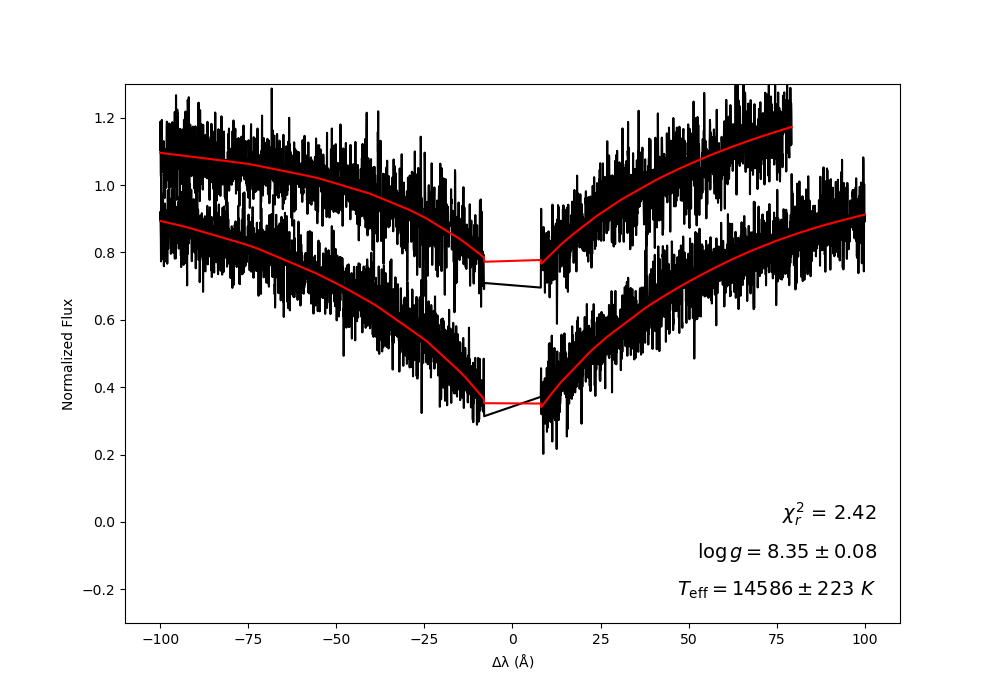 Normalized Flux
1.2
1.0
0.8
0.6
0.4
0.2
0.0
−0.2
χ_r^2 = 2.42
log g = 8.35 ± 0.08
T_eff = 14586 ± 223 K
−100 −75 −50 −25 0 25 50 75 100
Δλ (Å)